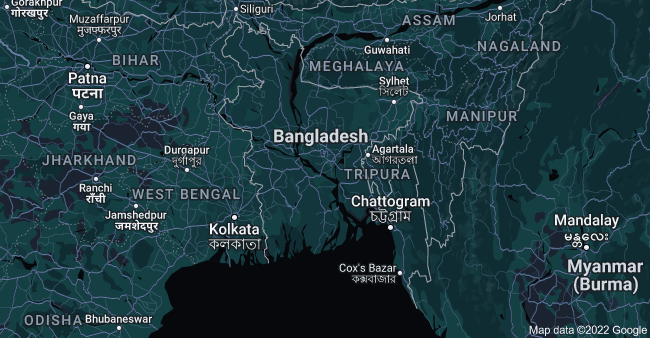 Gorakhpur
गोरखपुर
Muzaffarpur
मुजफ्फरपुर
Siliguri
ASSAM
Jorhat
Guwahati
NAGALAND
BIHAR
MEGHALAYA
Patna
पटना
Sylhet
সিলেট
Gaya
गया
MANIPUR
Bangladesh
Durgapur
দুর্গাপুর
Agartala
আগরতলা
JHARKHAND
TRIPURA
Ranchi
राँची
WEST BENGAL
Chattogram
চট্টগ্রাম
Jamshedpur
जमशेदपुर
Kolkata
কলকাতা
Mandalay
မန္တလေး
Cox's Bazar
কক্সবাজার
Myanmar
(Burma)
ODISHA
Bhubaneswar
Map data ©2022 Google